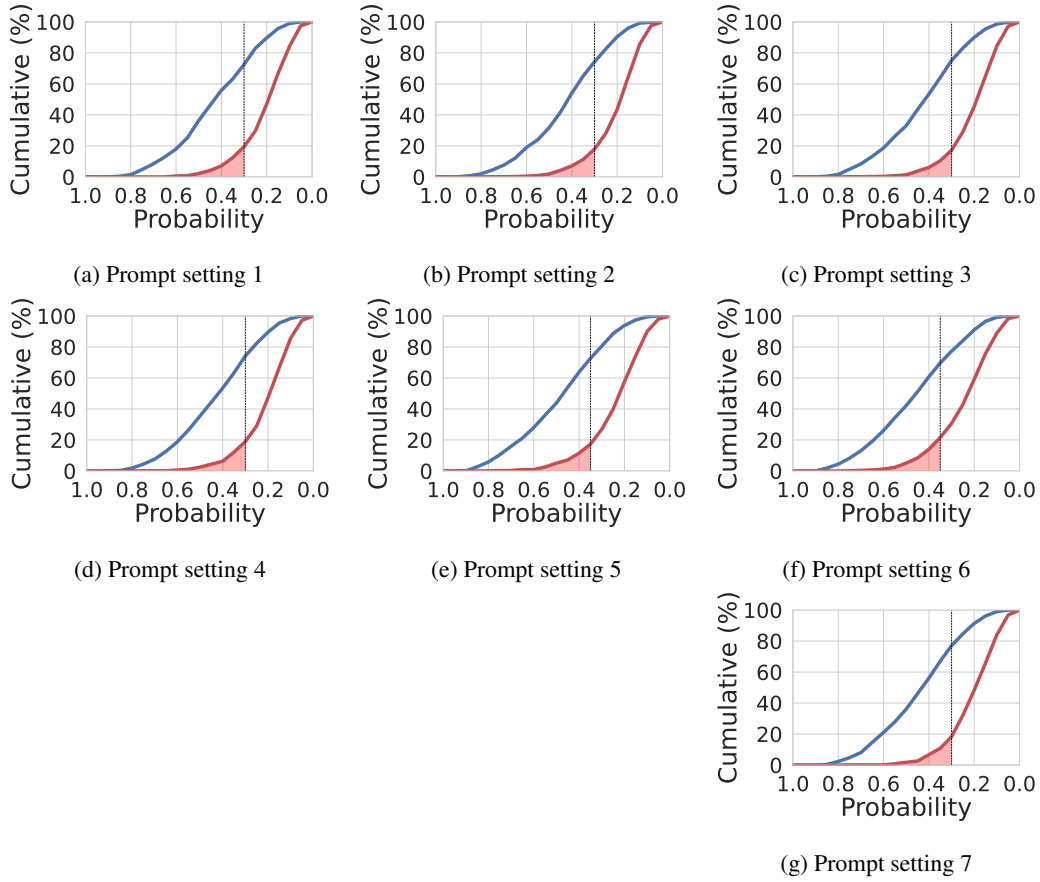 Cumulative (%)
100
80
60
40
20
0
1.0 0.8 0.6 0.4 0.2 0.0
Probability
(a) Prompt setting 1
Cumulative (%)
100
80
60
40
20
0
1.0 0.8 0.6 0.4 0.2 0.0
Probability
(b) Prompt setting 2
Cumulative (%)
100
80
60
40
20
0
1.0 0.8 0.6 0.4 0.2 0.0
Probability
(c) Prompt setting 3
Cumulative (%)
100
80
60
40
20
0
1.0 0.8 0.6 0.4 0.2 0.0
Probability
(d) Prompt setting 4
Cumulative (%)
100
80
60
40
20
0
1.0 0.8 0.6 0.4 0.2 0.0
Probability
(e) Prompt setting 5
Cumulative (%)
100
80
60
40
20
0
1.0 0.8 0.6 0.4 0.2 0.0
Probability
(f) Prompt setting 6
Cumulative (%)
100
80
60
40
20
0
1.0 0.8 0.6 0.4 0.2 0.0
Probability
(g) Prompt setting 7